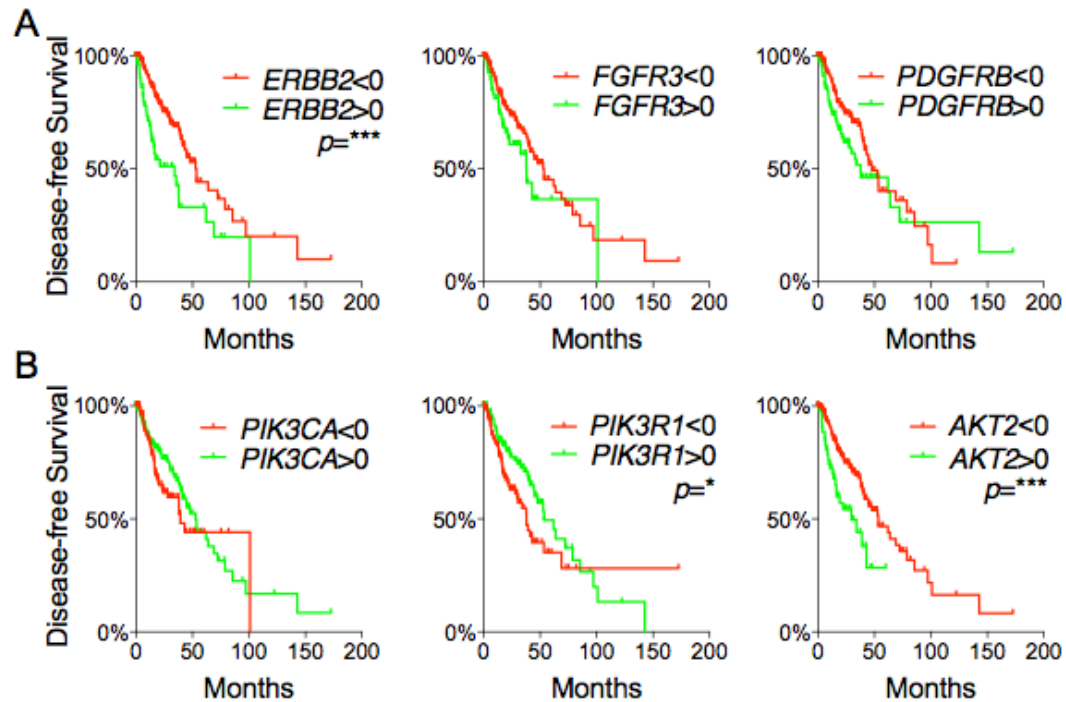 A
Disease-free Survival
100%
50%
0%
0 50 100 150 200
Months
ERBB2<0
ERBB2>0
p=***
100%
50%
0%
0 50 100 150 200
Months
FGFR3<0
FGFR3>0
100%
50%
0%
0 50 100 150 200
Months
PDGFRB<0
PDGFRB>0
B
Disease-free Survival
100%
50%
0%
0 50 100 150 200
Months
PIK3CA<0
PIK3CA>0
100%
50%
0%
0 50 100 150 200
Months
PIK3R1<0
PIK3R1>0
p=*
100%
50%
0%
0 50 100 150 200
Months
AKT2<0
AKT2>0
p=***